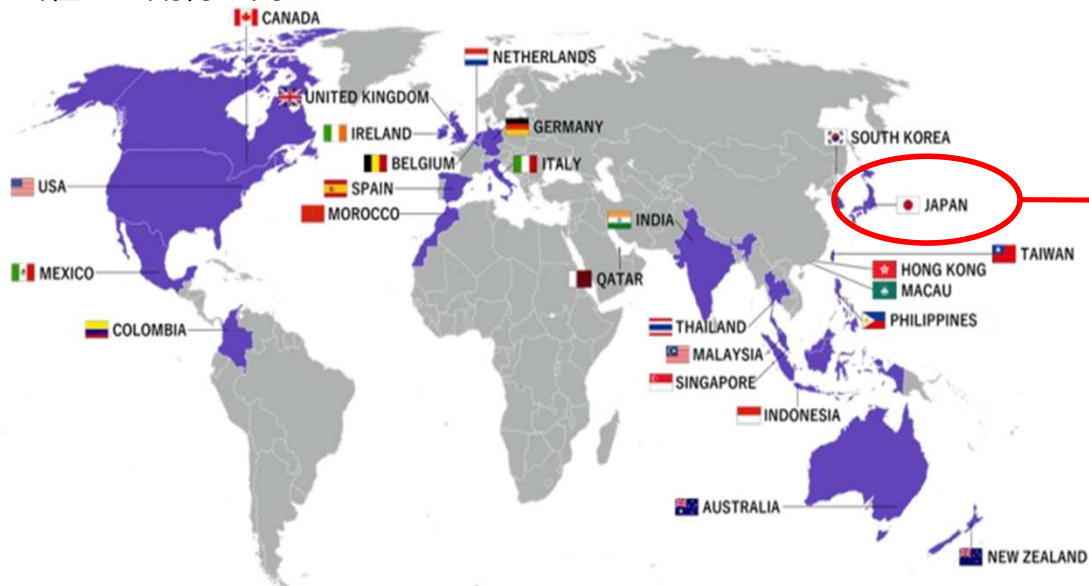 CANADA
NETHERLANDS
UNITED KINGDOM
GERMANY
IRELAND
SOUTH KOREA
BELGIUM
ITALY
USA
SPAIN
JAPAN
MOROCCO
INDIA
TAIWAN
MEXICO
QATAR
HONG KONG
MACAU
COLOMBIA
THAILAND
PHILIPPINES
MALAYSIA
SINGAPORE
INDONESIA
AUSTRALIA
NEW ZEALAND